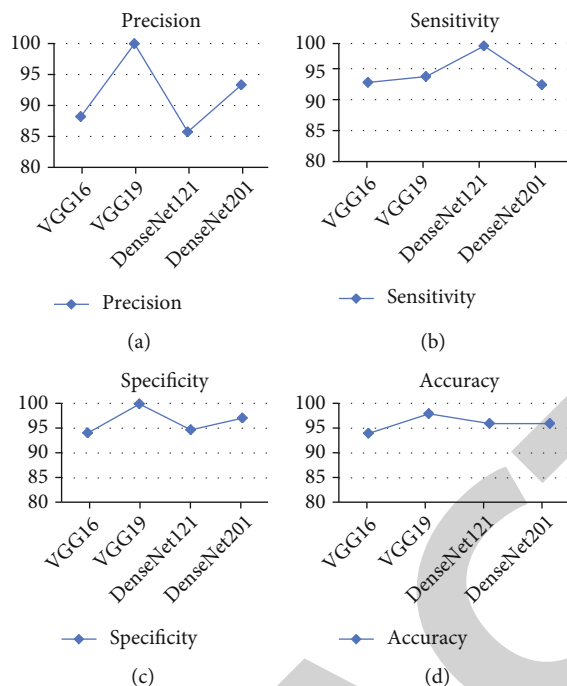 Precision
100
95
90
85
80
VGG16
VGG19
DenseNet121
DenseNet201
Precision
(a)
Sensitivity
100
95
90
85
80
VGG16
VGG19
DenseNet121
DenseNet201
Sensitivity
(b)
Specificity
100
95
90
85
80
VGG16
VGG19
DenseNet121
DenseNet201
Specificity
(c)
Accuracy
100
95
90
85
80
VGG16
VGG19
DenseNet121
DenseNet201
Accuracy
(d)